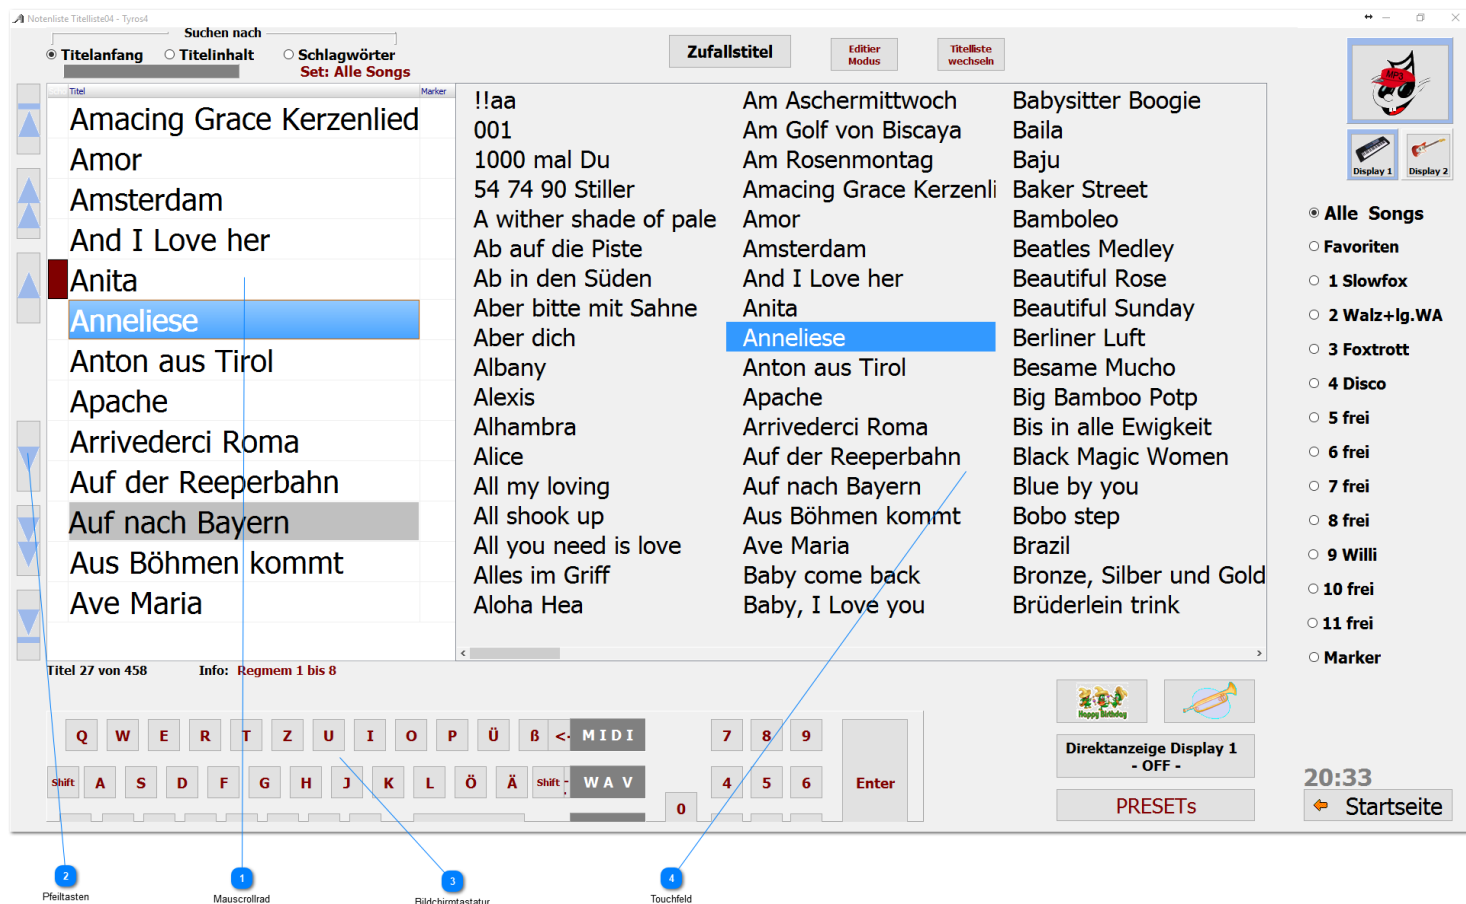 Notenliste Titelliste04 - Tyros4
Suchen nach
Titelanfang Titelinhalt Schlagwörter
Set: Alle Songs
Zufallstitel
Editier
Modus
Titelliste
wechseln
MP3
Display 1
Display 2
Titel Marker
Amacing Grace Kerzenlied
Amor
Amsterdam
And I Love her
Anita
Anneliese
Anton aus Tirol
Apache
Arrivederci Roma
Auf der Reeperbahn
Auf nach Bayern
Aus Böhmen kommt
Ave Maria
!!aa
001
1000 mal Du
54 74 90 Stiller
A wither shade of pale
Ab auf die Piste
Ab in den Süden
Aber bitte mit Sahne
Aber dich
Albany
Alexis
Alhambra
Alice
All my loving
All shook up
All you need is love
Alles im Griff
Aloha Hea
Am Aschermittwoch
Am Golf von Biscaya
Am Rosenmontag
Amacing Grace Kerzenli
Amor
Amsterdam
And I Love her
Anita
Anneliese
Anton aus Tirol
Apache
Arrivederci Roma
Auf der Reeperbahn
Auf nach Bayern
Aus Böhmen kommt
Ave Maria
Baby come back
Baby, I Love you
Babysitter Boogie
Baila
Baju
Baker Street
Bamboleo
Beatles Medley
Beautiful Rose
Beautiful Sunday
Berliner Luft
Besame Mucho
Big Bamboo Potp
Bis in alle Ewigkeit
Black Magic Women
Blue by you
Bobo step
Brazil
Bronze, Silber und Gold
Brüderlein trink
Alle Songs
Favoriten
1 Slowfox
2 Walz+lg.WA
3 Foxtrott
4 Disco
5 frei
6 frei
7 frei
8 frei
9 Willi
10 frei
11 frei
Marker
Titel 27 von 458 Info: Regmem 1 bis 8
Q W E R T Z U I O P Ü ß <- MIDI 7 8 9
Shift A S D F G H J K L Ö Ä Shift WAV 4 5 6 Enter
0
Happy Birthday
Direktanzeige Display 1
- OFF -
PRESETs
20:33
Startseite
2
Pfeiltasten
1
Mauscrollrad
3
Bildchirmtastatur
4
Touchfeld